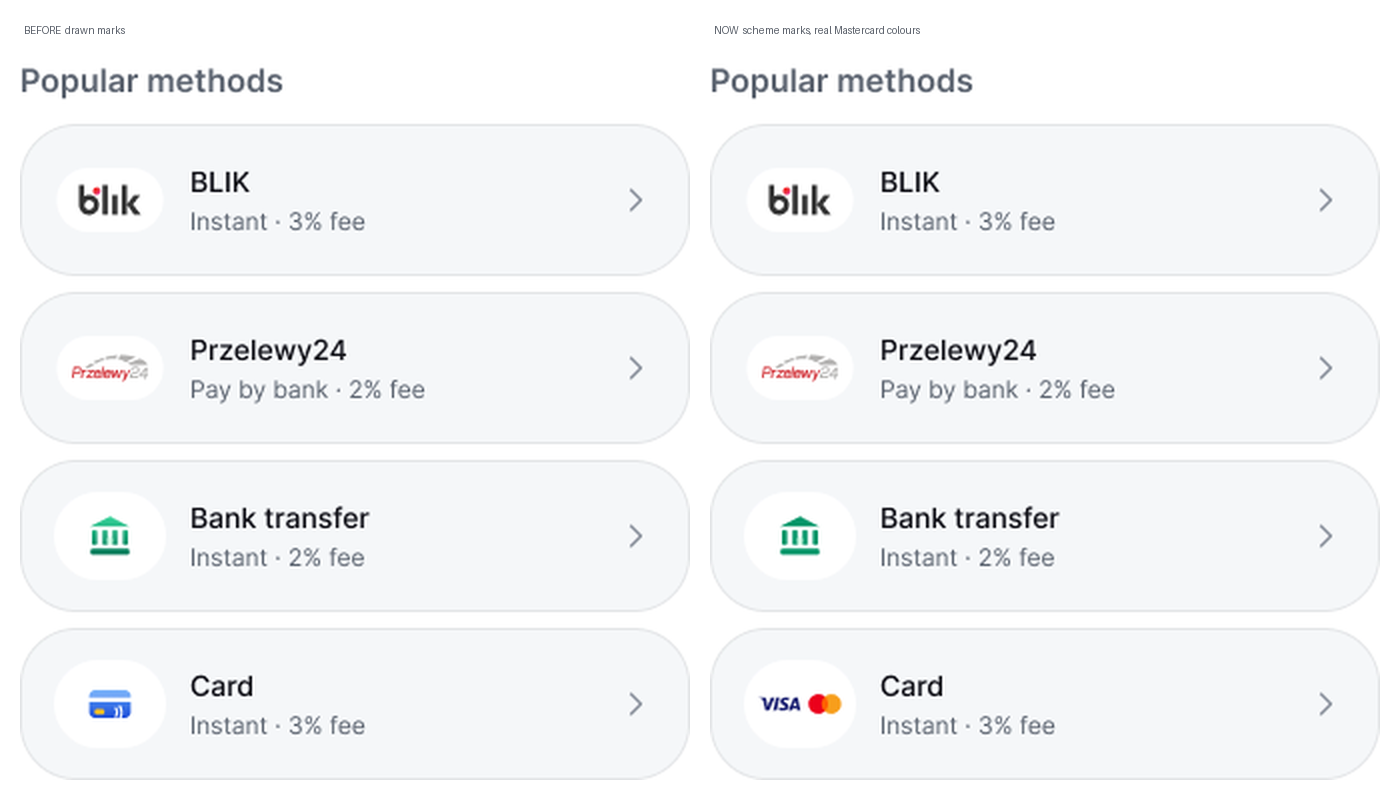 BEFORE drawn marks
Popular methods
blik
BLIK
Instant · 3% fee
Przelewy24
Przelewy24
Pay by bank · 2% fee
Bank transfer
Instant · 2% fee
Card
Instant · 3% fee
NOW scheme marks, real Mastercard colours
Popular methods
blik
BLIK
Instant · 3% fee
Przelewy24
Przelewy24
Pay by bank · 2% fee
Bank transfer
Instant · 2% fee
VISA
Card
Instant · 3% fee